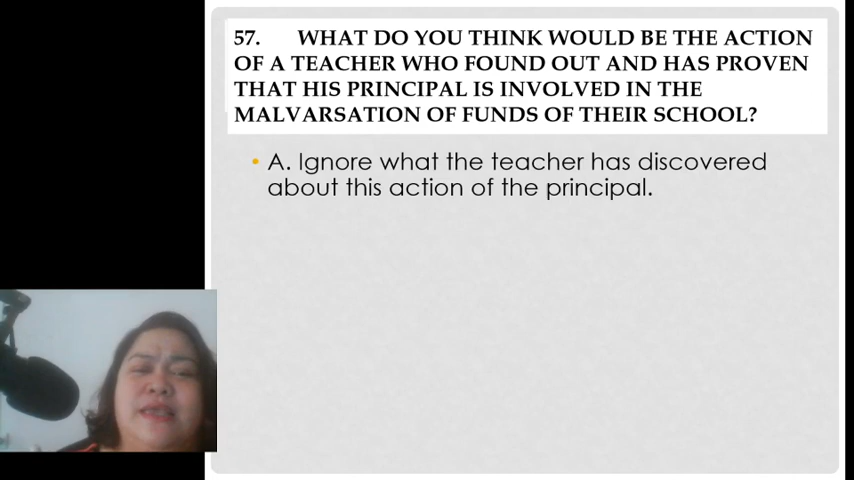 57. WHAT DO YOU THINK WOULD BE THE ACTION
OF A TEACHER WHO FOUND OUT AND HAS PROVEN
THAT HIS PRINCIPAL IS INVOLVED IN THE
MALVARSATION OF FUNDS OF THEIR SCHOOL?
• A. Ignore what the teacher has discovered
about this action of the principal.